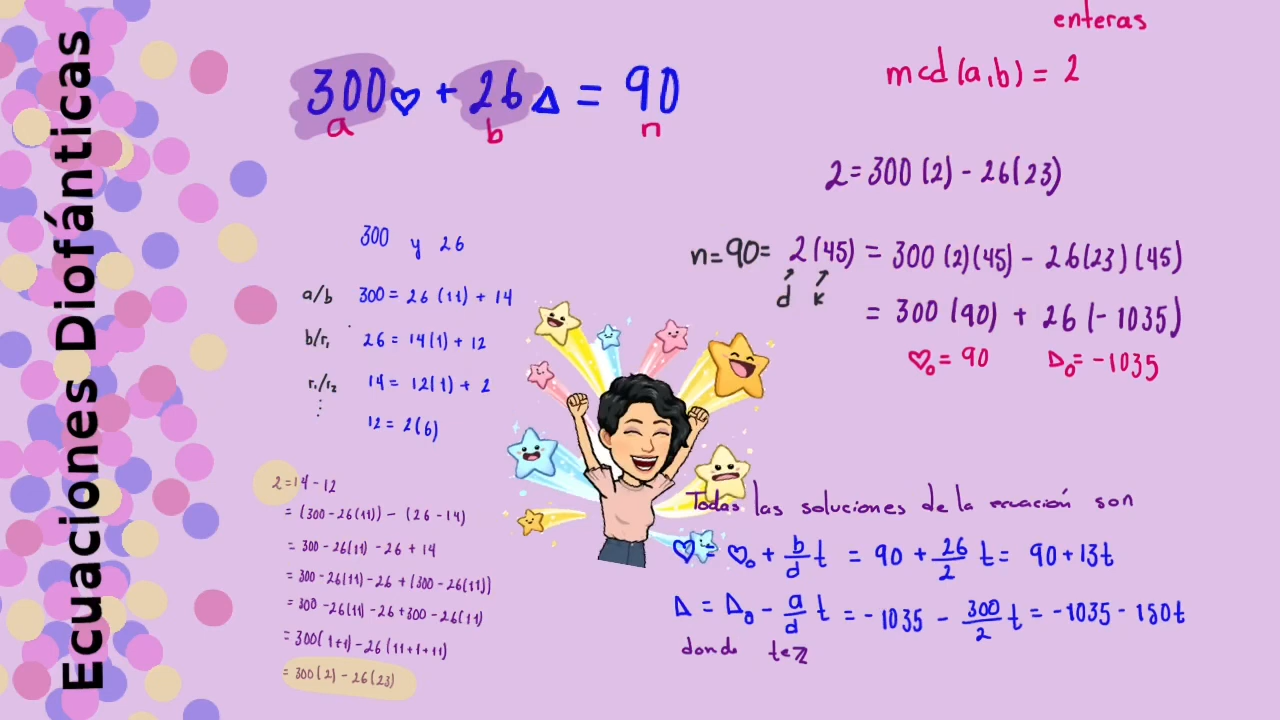 Ecuaciones Diofánticas
300♡ + 26Δ = 90
a b n
300 y 26
a/b 300 = 26 (11) + 14
b/r₁ 26 = 14(1) + 12
r₁/r₂ 14 = 12(1) + 2
⋮ 12 = 2(6)
2 = 14 - 12
= (300 - 26(11)) - (26 - 14)
= 300 - 26(11) - 26 + 14
= 300 - 26(11) - 26 + (300 - 26(11))
= 300 - 26(11) - 26 + 300 - 26(11)
= 300(1+1) - 26(11+1+11)
= 300(2) - 26(23)
enteras
mcd(a,b) = 2
2 = 300 (2) - 26(23)
n = 90 = 2(45) = 300 (2)(45) - 26(23)(45)
d k
= 300 (90) + 26 (-1035)
♡₀ = 90 Δ₀ = -1035
Todas las soluciones de la ecuación son
♡ = ♡₀ + b/d t = 90 + 26/2 t = 90 + 13t
Δ = Δ₀ - a/d t = -1035 - 300/2 t = -1035 - 150t
donde t∈ℤ